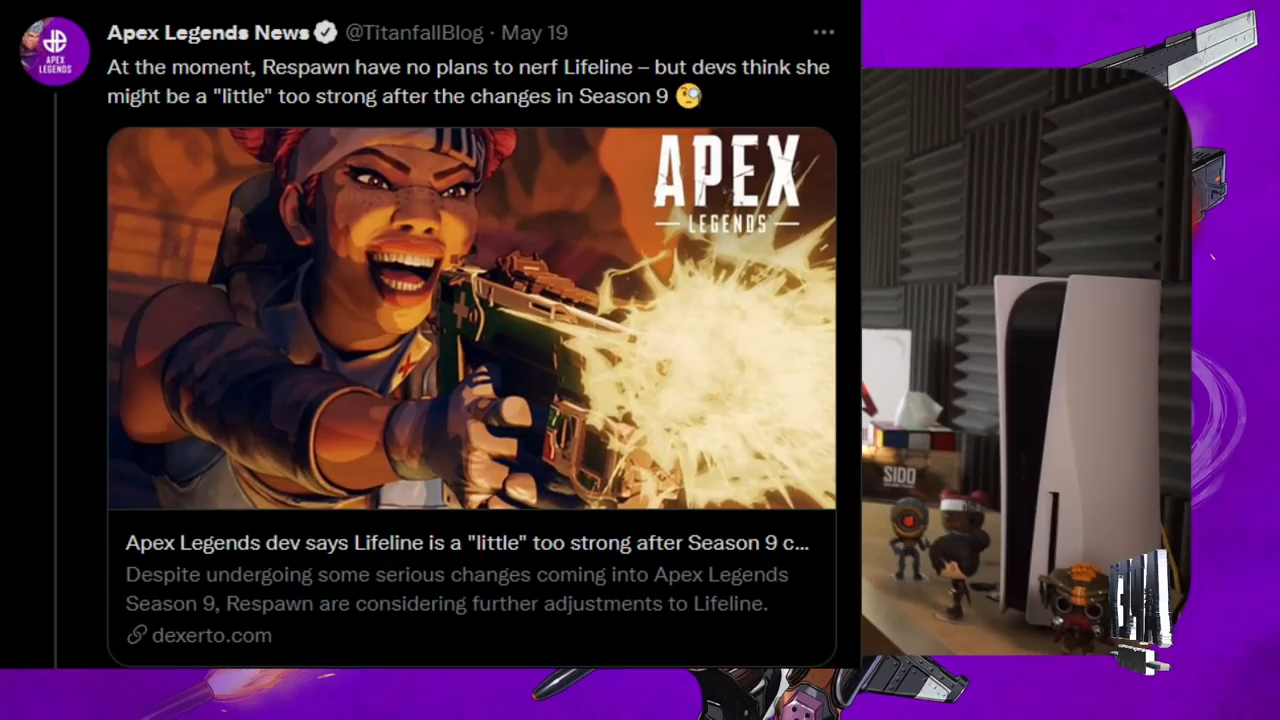 Apex Legends News @TitanfallBlog · May 19
At the moment, Respawn have no plans to nerf Lifeline – but devs think she
might be a "little" too strong after the changes in Season 9
APEX
LEGENDS
APEX
LEGENDS
Apex Legends dev says Lifeline is a "little" too strong after Season 9 c...
Despite undergoing some serious changes coming into Apex Legends
Season 9, Respawn are considering further adjustments to Lifeline.
dexerto.com
SIDO